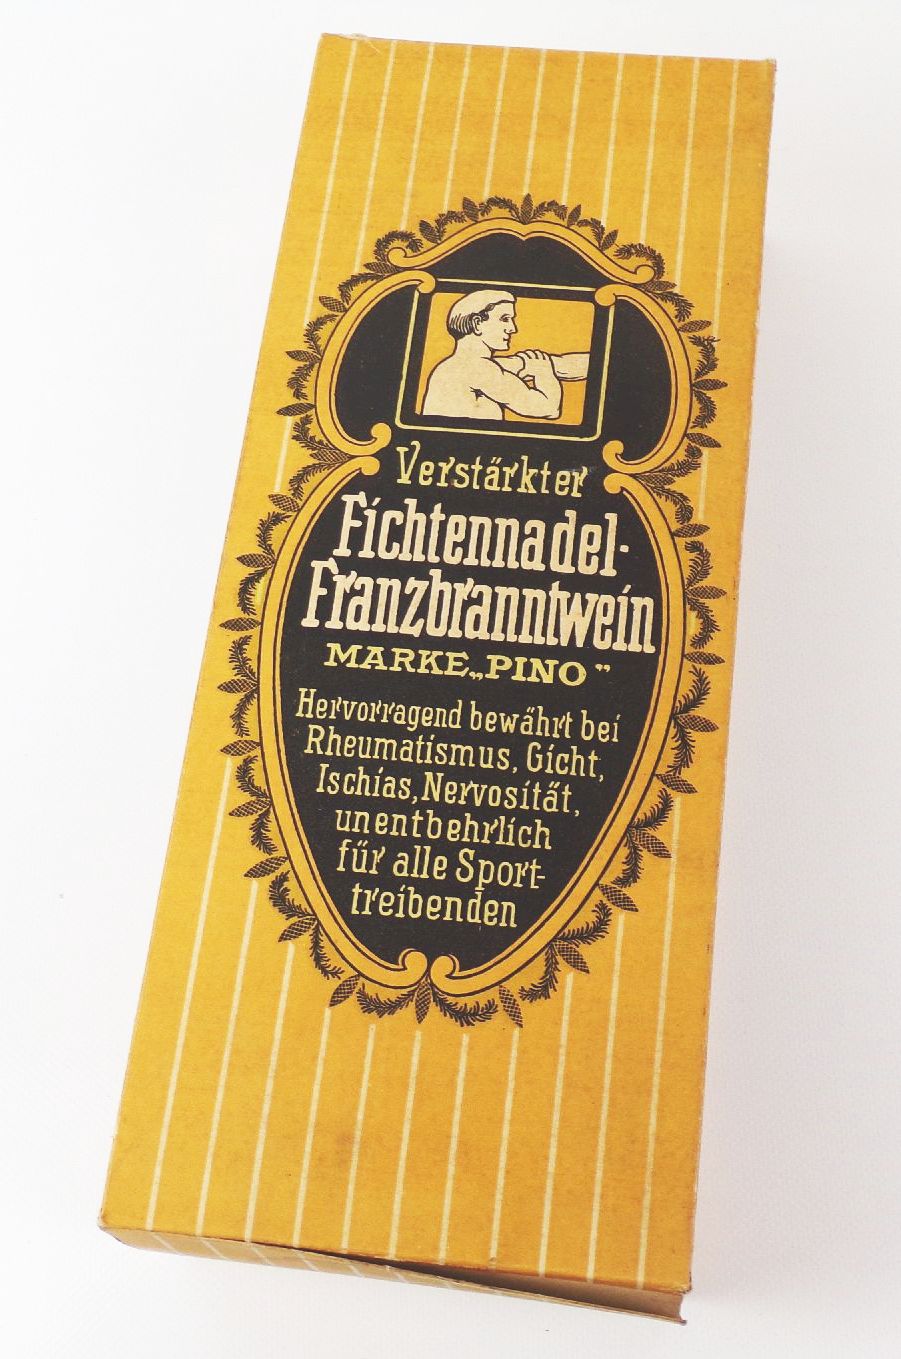 Verstärkter
Fichtennadel-
Franzbranntwein
MARKE „PINO”
Hervorragend bewährt bei
Rheumatismus, Gicht,
Ischias, Nervosität,
unentbehrlich
für alle Sport-
treibenden